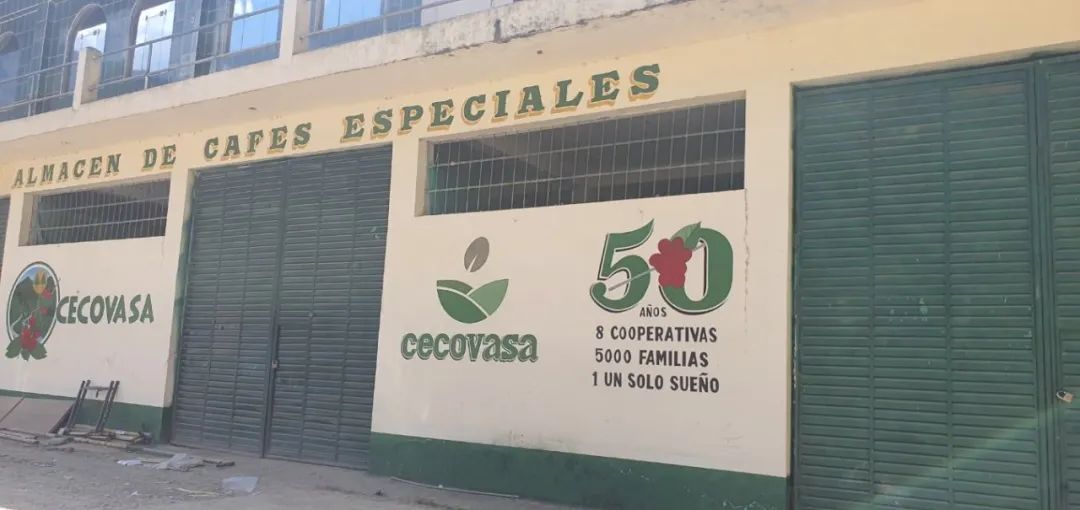 ALMACEN DE CAFES ESPECIALES
CECOVASA
cecovasa
50
AÑOS
8 COOPERATIVAS
5000 FAMILIAS
1 UN SOLO SUEÑO